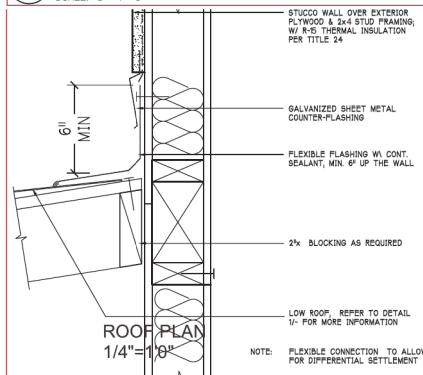 STUCCO WALL OVER EXTERIOR
PLYWOOD & 2x4 STUD FRAMING;
W/ R-15 THERMAL INSULATION
PER TITLE 24
6" MIN
GALVANIZED SHEET METAL
COUNTER-FLASHING
FLEXIBLE FLASHING W\ CONT.
SEALANT, MIN. 6" UP THE WALL
2"x BLOCKING AS REQUIRED
LOW ROOF, REFER TO DETAIL
1/- FOR MORE INFORMATION
ROOF PLAN
1/4"=1'0"
NOTE: FLEXIBLE CONNECTION TO ALLOW
FOR DIFFERENTIAL SETTLEMENT